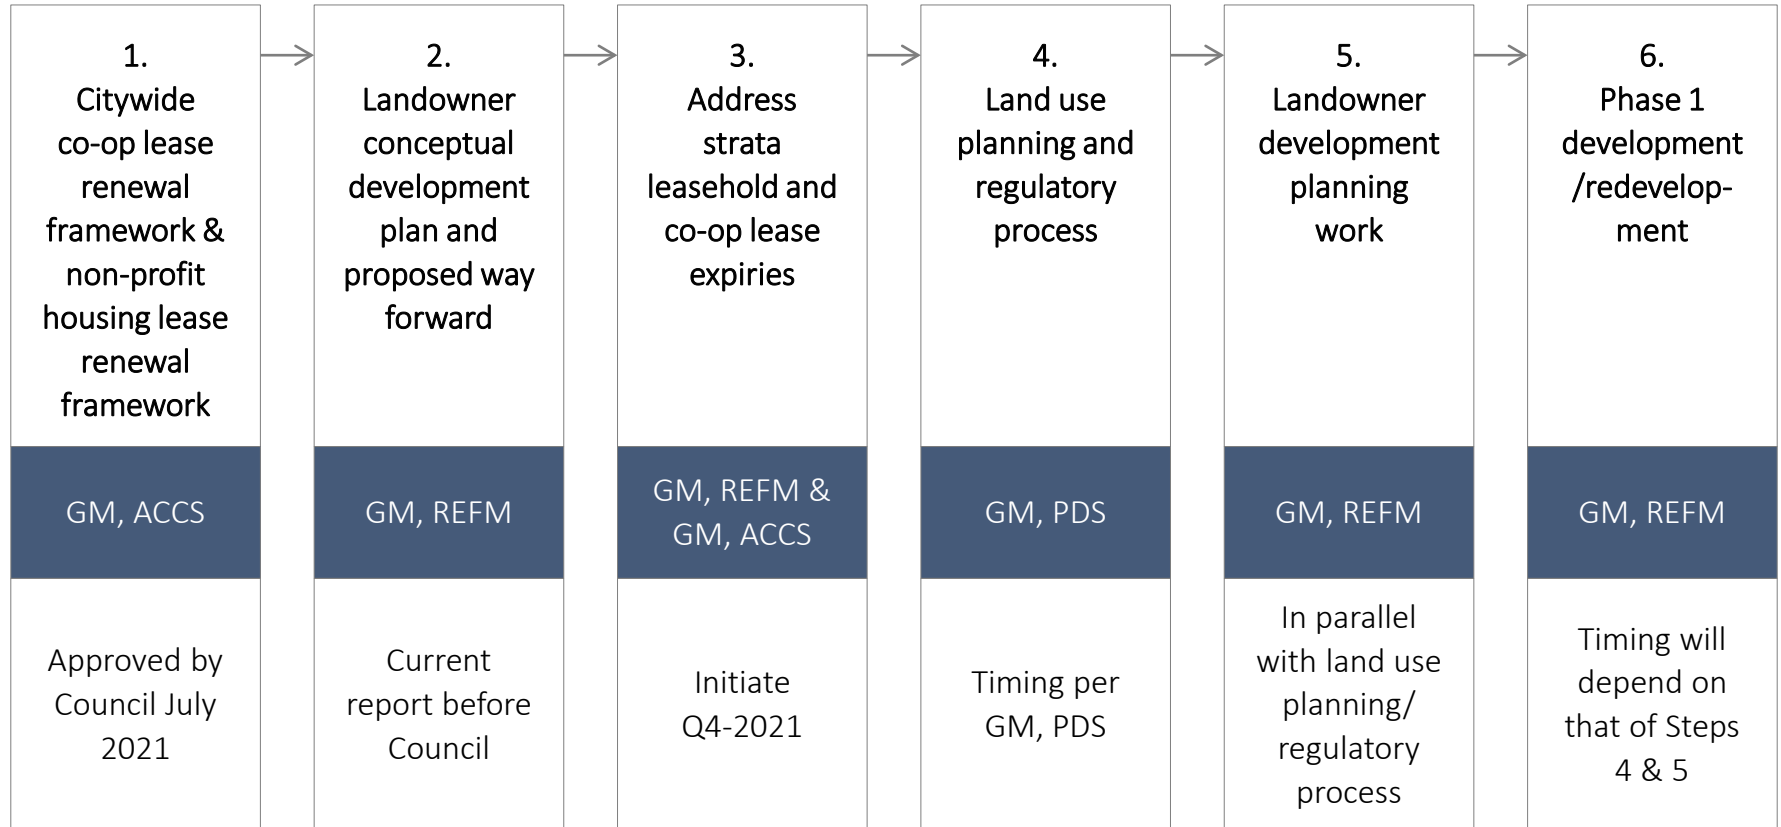 1.
Citywide
co-op lease
renewal
framework &
non-profit
housing lease
renewal
framework
GM, ACCS
Approved by
Council July
2021
2.
Landowner
conceptual
development
plan and
proposed way
forward
GM, REFM
Current
report before
Council
3.
Address
strata
leasehold and
co-op lease
expiries
GM, REFM &
GM, ACCS
Initiate
Q4-2021
4.
Land use
planning and
regulatory
process
GM, PDS
Timing per
GM, PDS
5.
Landowner
development
planning
work
GM, REFM
In parallel
with land use
planning/
regulatory
process
6.
Phase 1
development
/redevelop-
ment
GM, REFM
Timing will
depend on
that of Steps
4 & 5